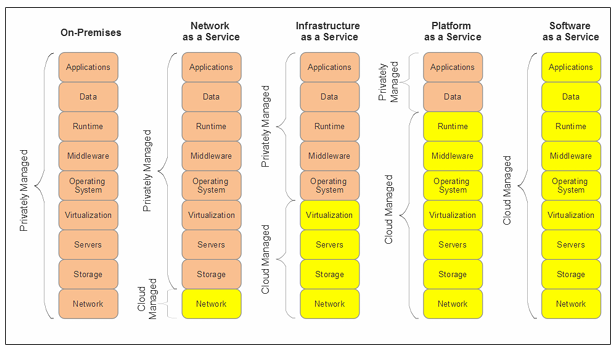 On-Premises
Privately Managed
Applications
Data
Runtime
Middleware
Operating
System
Virtualization
Servers
Storage
Network
Network
as a Service
Privately Managed
Cloud
Managed
Applications
Data
Runtime
Middleware
Operating
System
Virtualization
Servers
Storage
Network
Infrastructure
as a Service
Privately Managed
Cloud Managed
Applications
Data
Runtime
Middleware
Operating
System
Virtualization
Servers
Storage
Network
Platform
as a Service
Privately
Managed
Cloud Managed
Applications
Data
Runtime
Middleware
Operating
System
Virtualization
Servers
Storage
Network
Software
as a Service
Cloud Managed
Applications
Data
Runtime
Middleware
Operating
System
Virtualization
Servers
Storage
Network